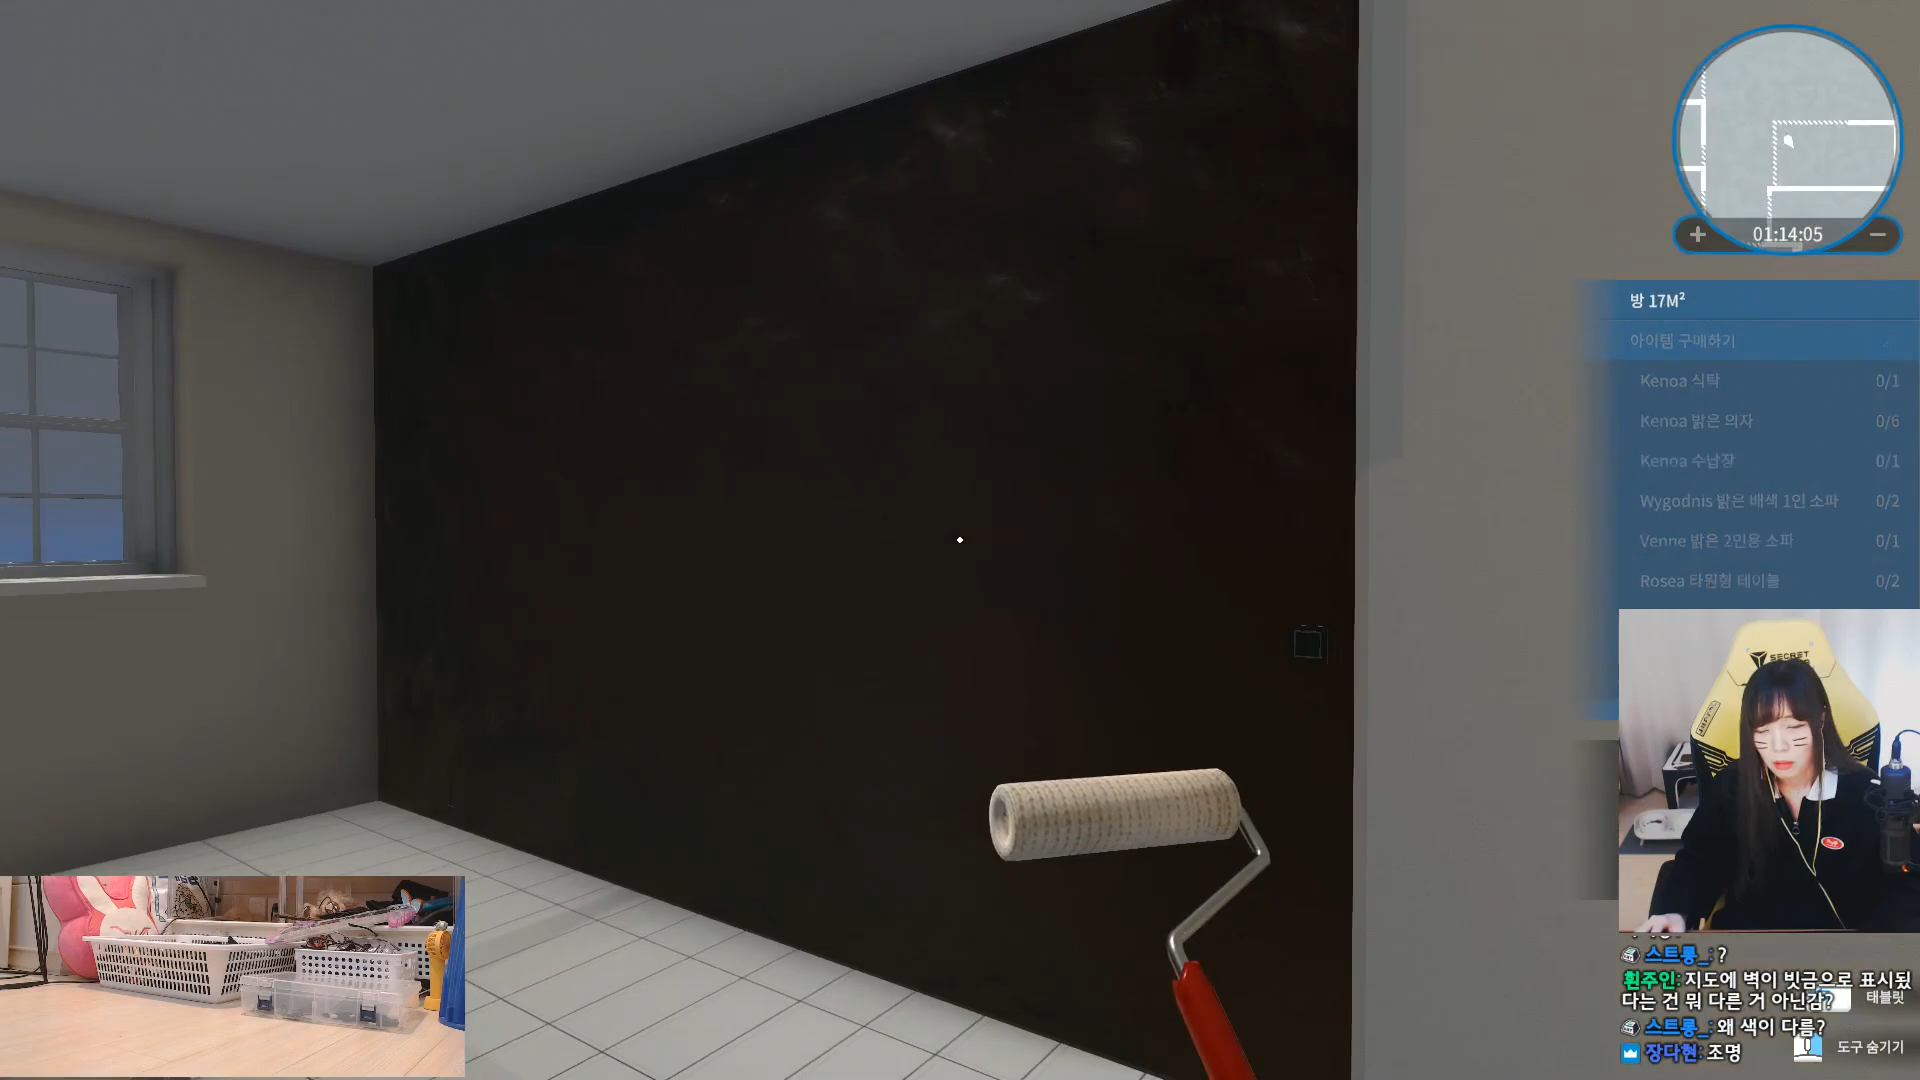 01:14:05
방 17M²
아이템 구매하기
Kenoa 식탁 0/1
Kenoa 밝은 의자 0/6
Kenoa 수납장 0/1
Wygodnis 밝은 배색 1인 소파 0/2
Venne 밝은 2인용 소파 0/1
Rosea 타원형 테이블 0/2
SECRET
스트롱_: ?
흰주인: 지도에 벽이 빗금으로 표시됬
다는 건 뭐 다른 거 아닌감?
태블릿
스트롱_: 왜 색이 다름?
장다현: 조명
도구 숨기기